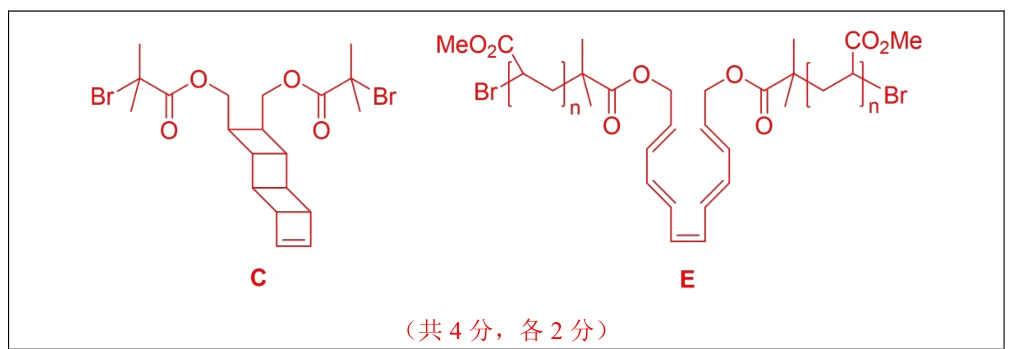 MeO₂C CO₂Me
O O O O
Br Br Br n n Br
O O O O
C E
（共 4 分，各 2 分）